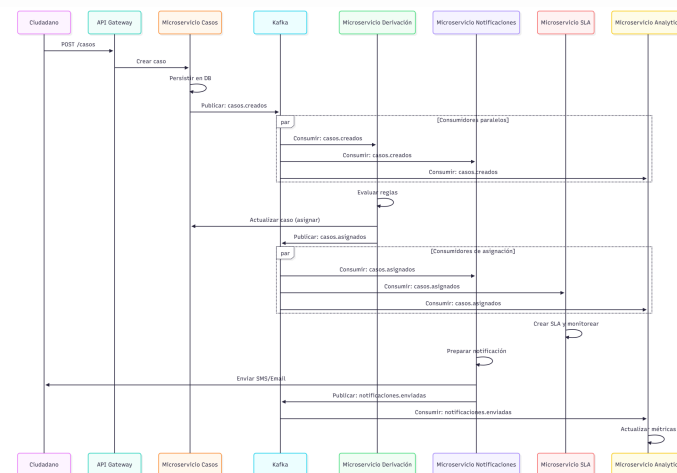 Ciudadano
API Gateway
Microservicio Casos
Kafka
Microservicio Derivación
Microservicio Notificaciones
Microservicio SLA
Microservicio Analytic
POST /casos
Crear caso
Persistir en DB
Publicar: casos.creados
par
[Consumidores paralelos]
Consumir: casos.creados
Consumir: casos.creados
Consumir: casos.creados
Evaluar reglas
Actualizar caso (asignar)
Publicar: casos.asignados
par
[Consumidores de asignación]
Consumir: casos.asignados
Consumir: casos.asignados
Consumir: casos.asignados
Crear SLA y monitorear
Preparar notificación
Enviar SMS/Email
Publicar: notificaciones.enviadas
Consumir: notificaciones.enviadas
Actualizar métricas
Ciudadano
API Gateway
Microservicio Casos
Kafka
Microservicio Derivación
Microservicio Notificaciones
Microservicio SLA
Microservicio Analytic